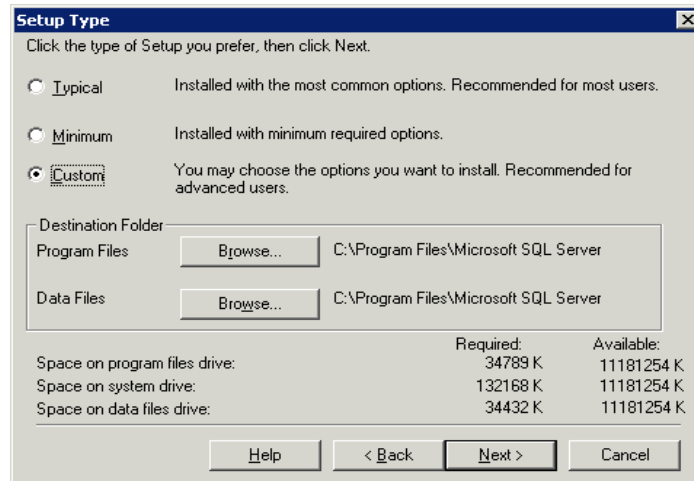 Setup Type
Click the type of Setup you prefer, then click Next.
Typical Installed with the most common options. Recommended for most users.
Minimum Installed with minimum required options.
Custom You may choose the options you want to install. Recommended for
advanced users.
Destination Folder
Program Files Browse... C:\Program Files\Microsoft SQL Server
Data Files Browse... C:\Program Files\Microsoft SQL Server
Required: Available:
Space on program files drive: 34789 K 11181254 K
Space on system drive: 132168 K 11181254 K
Space on data files drive: 34432 K 11181254 K
Help < Back Next > Cancel